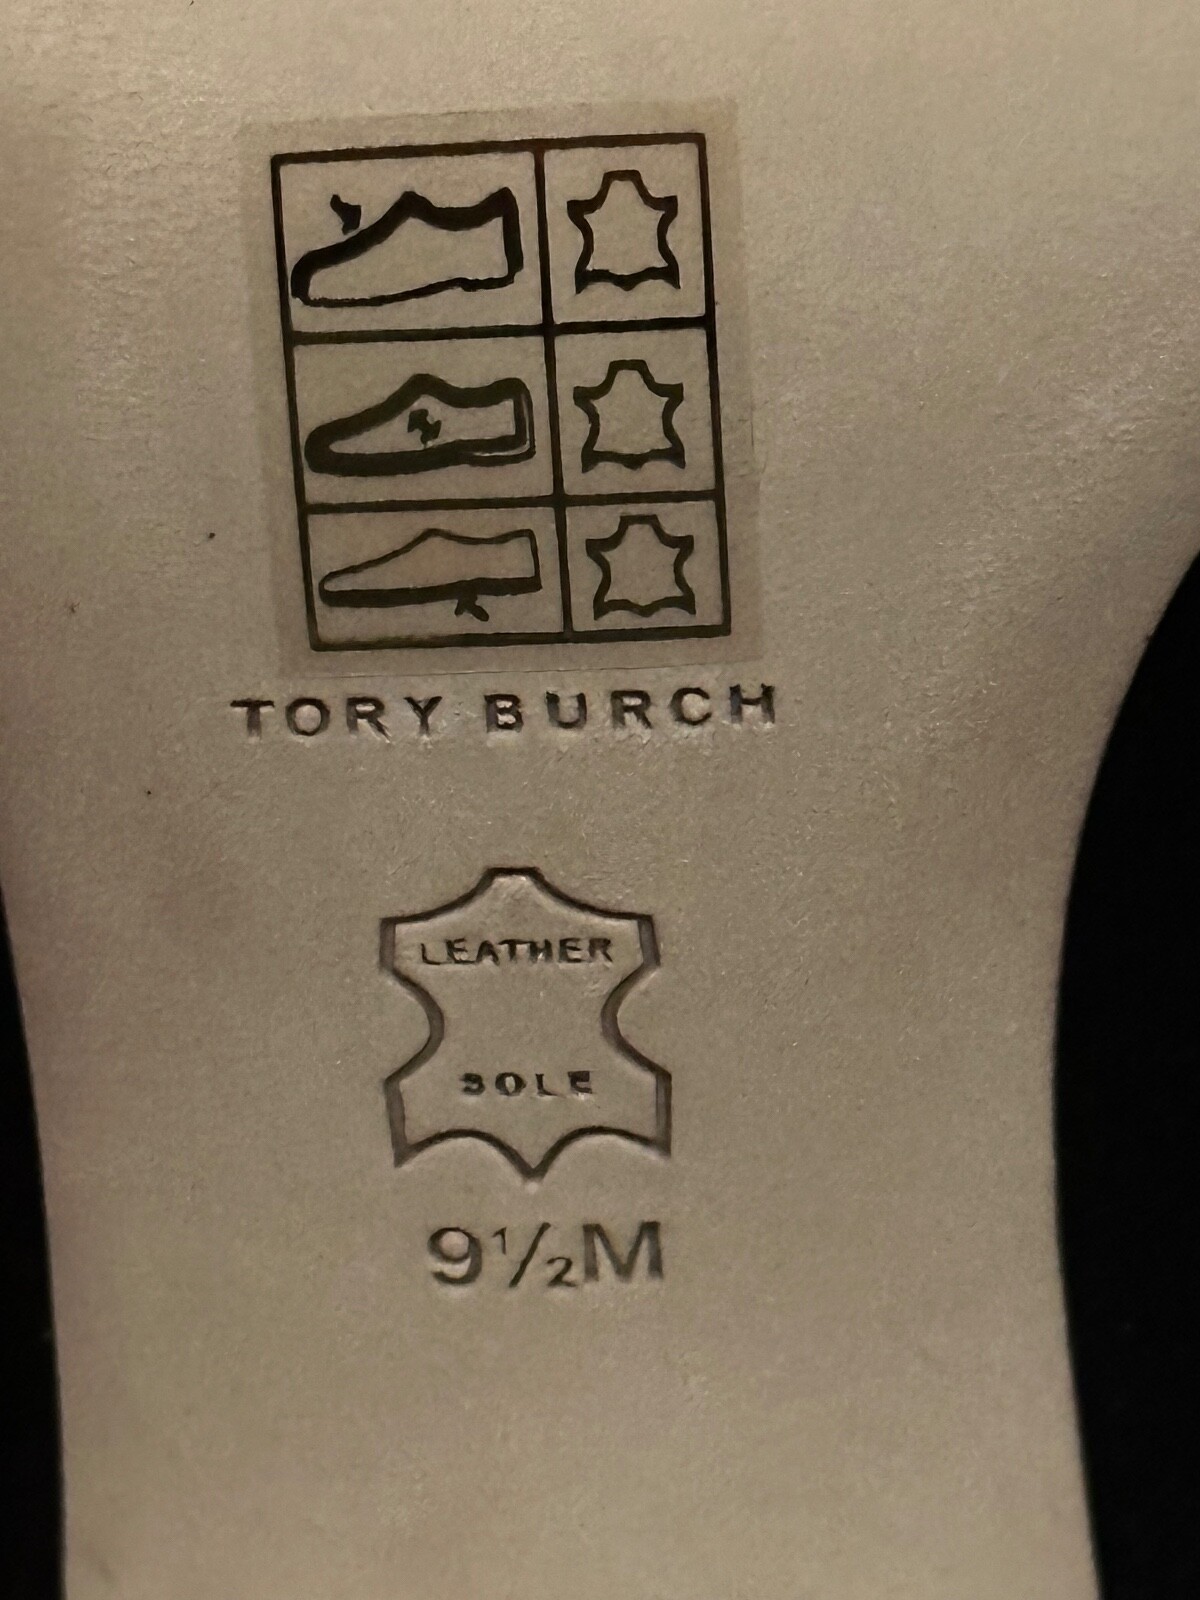 TORY BURCH
LEATHER
SOLE
9½M